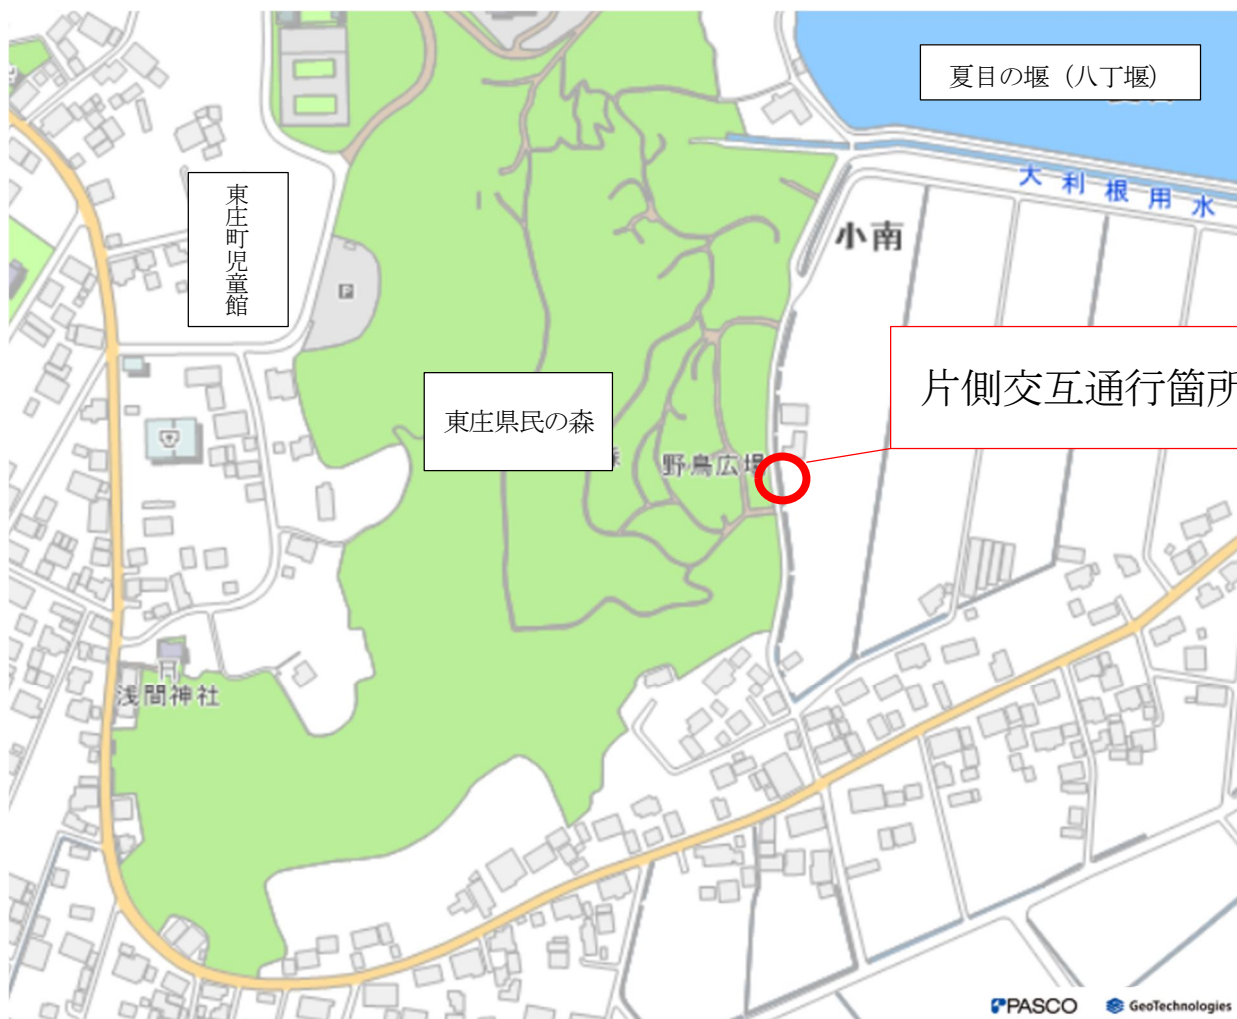 夏目の堰（八丁堰）
大利根用水
東庄町児童館
小南
P
片側交互通行箇所
東庄県民の森
野鳥広場
浅間神社
PASCO
GeoTechnologies